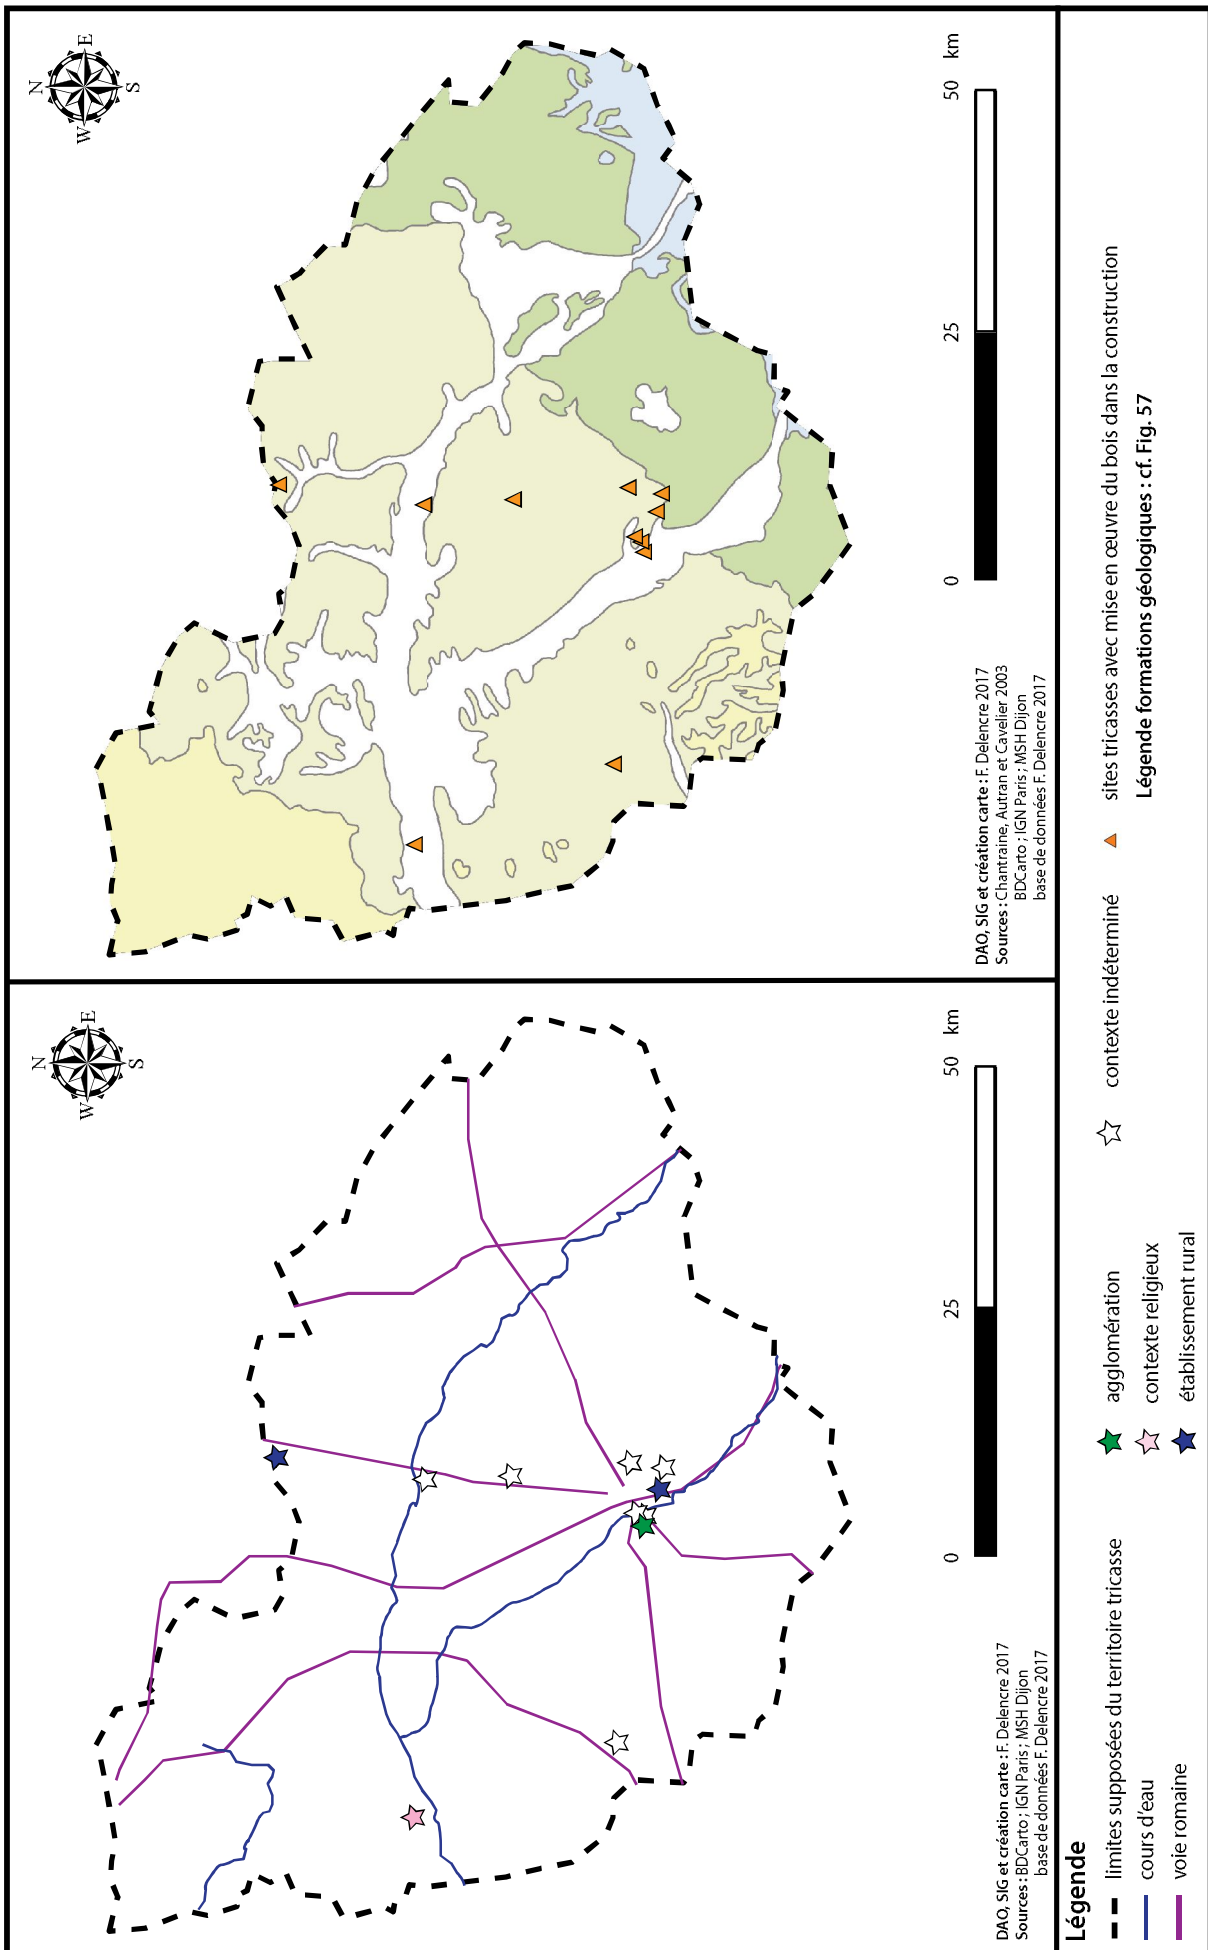 N
E
S
W
0
25
50
km
DAO, SIG et création carte : F. Delencre 2017
Sources : BDCarto ; IGN Paris ; MSH Dijon
base de données F. Delencre 2017
N
E
S
W
0
25
50
km
DAO, SIG et création carte : F. Delencre 2017
Sources : Chantraine, Autran et Cavelier 2003
BDCarto ; IGN Paris ; MSH Dijon
base de données F. Delencre 2017
Légende
limites supposées du territoire tricasse
cours d'eau
voie romaine
agglomération
contexte religieux
établissement rural
contexte indéterminé
sites tricasses avec mise en œuvre du bois dans la construction
Légende formations géologiques : cf. Fig. 57